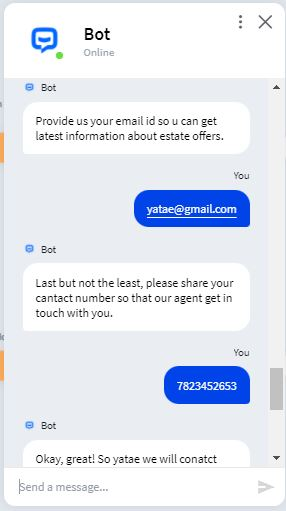 Bot
Online
Bot
Provide us your email id so u can get
latest information about estate offers.
You
yatae@gmail.com
Bot
Last but not the least, please share your
cantact number so that our agent get in
touch with you.
You
7823452653
Bot
Okay, great! So yatae we will conatct
Send a message...